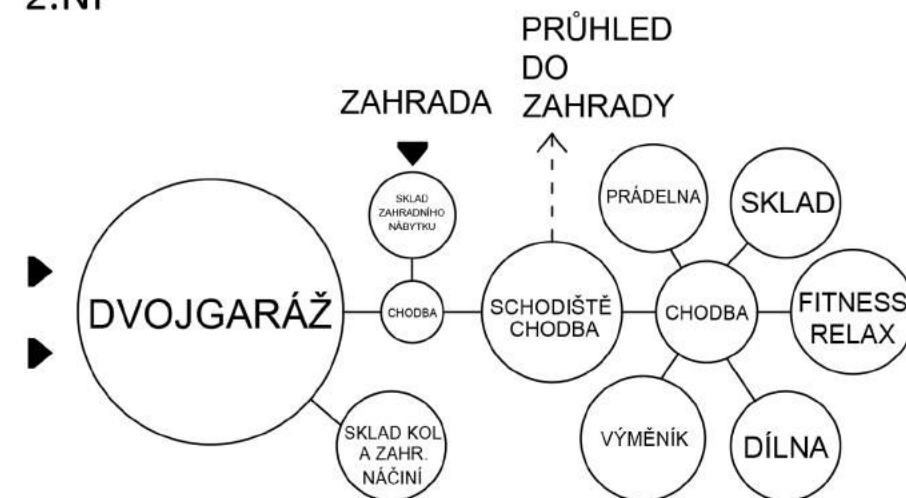 2.NP
PRŮHLED
DO
ZAHRADY
ZAHRADA
SKLAD
ZAHRADNÍHO
NÁBYTKU
PRÁDELNA
SKLAD
DVOJGARÁŽ
CHODBA
SCHODIŠTĚ
CHODBA
CHODBA
FITNESS
RELAX
SKLAD KOL
A ZAHR.
NÁČINÍ
VÝMĚNÍK
DÍLNA